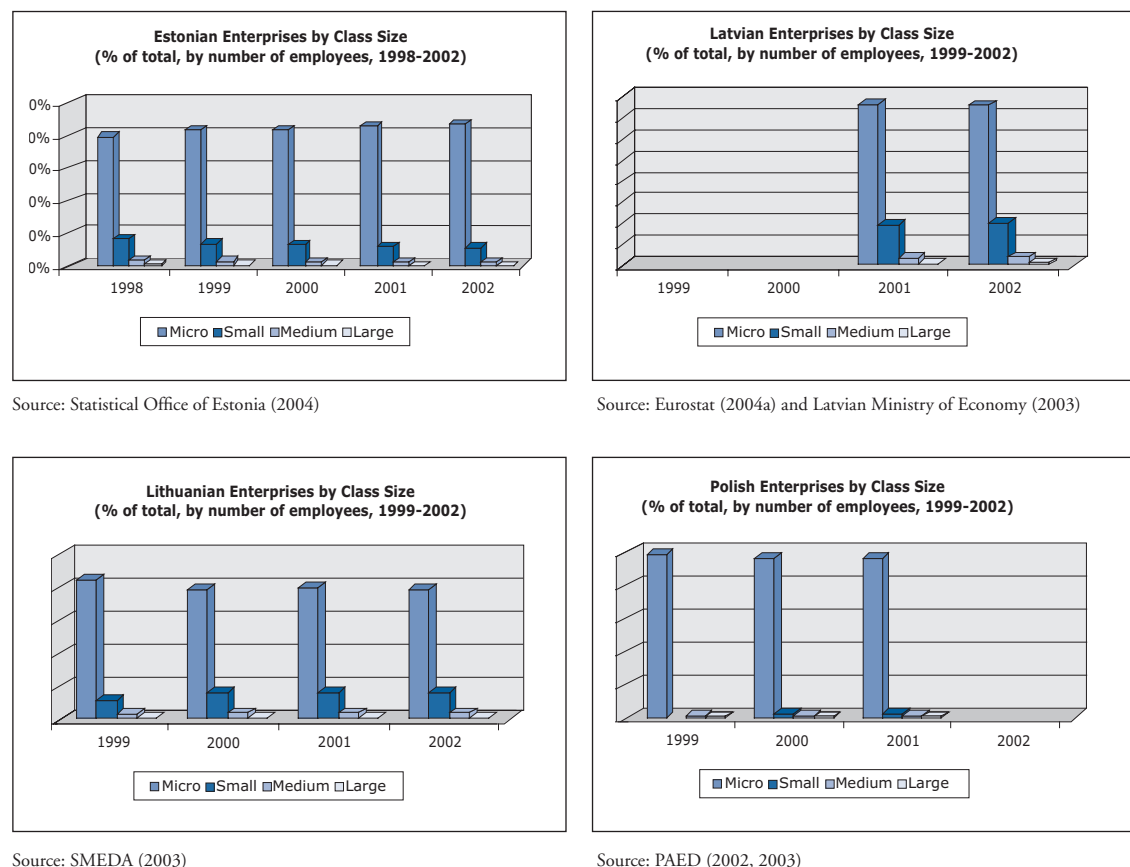 Estonian Enterprises by Class Size
(% of total, by number of employees, 1998-2002)
0%
0%
0%
0%
0%
0%
1998 1999 2000 2001 2002
Micro Small Medium Large
Source: Statistical Office of Estonia (2004)
Latvian Enterprises by Class Size
(% of total, by number of employees, 1999-2002)
1999 2000 2001 2002
Micro Small Medium Large
Source: Eurostat (2004a) and Latvian Ministry of Economy (2003)
Lithuanian Enterprises by Class Size
(% of total, by number of employees, 1999-2002)
1999 2000 2001 2002
Micro Small Medium Large
Source: SMEDA (2003)
Polish Enterprises by Class Size
(% of total, by number of employees, 1999-2002)
1999 2000 2001 2002
Micro Small Medium Large
Source: PAED (2002, 2003)